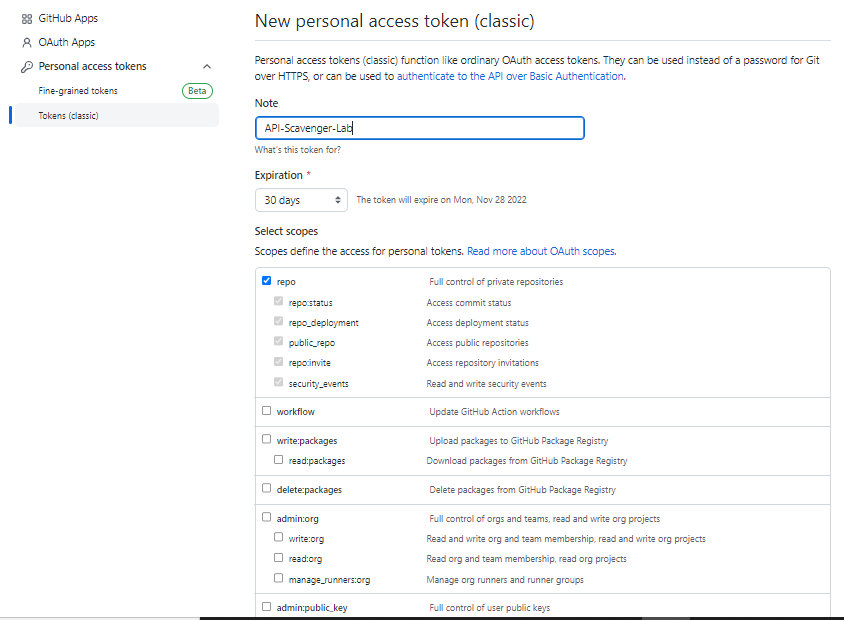 GitHub Apps
OAuth Apps
Personal access tokens
Fine-grained tokens
Beta
Tokens (classic)
New personal access token (classic)
Personal access tokens (classic) function like ordinary OAuth access tokens. They can be used instead of a password for Git
over HTTPS, or can be used to authenticate to the API over Basic Authentication.
Note
API-Scavenger-Lab
What's this token for?
Expiration *
30 days
The token will expire on Mon, Nov 28 2022
Select scopes
Scopes define the access for personal tokens. Read more about OAuth scopes.
repo Full control of private repositories
repo:status Access commit status
repo_deployment Access deployment status
public_repo Access public repositories
repo:invite Access repository invitations
security_events Read and write security events
workflow Update GitHub Action workflows
write:packages Upload packages to GitHub Package Registry
read:packages Download packages from GitHub Package Registry
delete:packages Delete packages from GitHub Package Registry
admin:org Full control of orgs and teams, read and write org projects
write:org Read and write org and team membership, read and write org projects
read:org Read org and team membership, read org projects
manage_runners:org Manage org runners and runner groups
admin:public_key Full control of user public keys